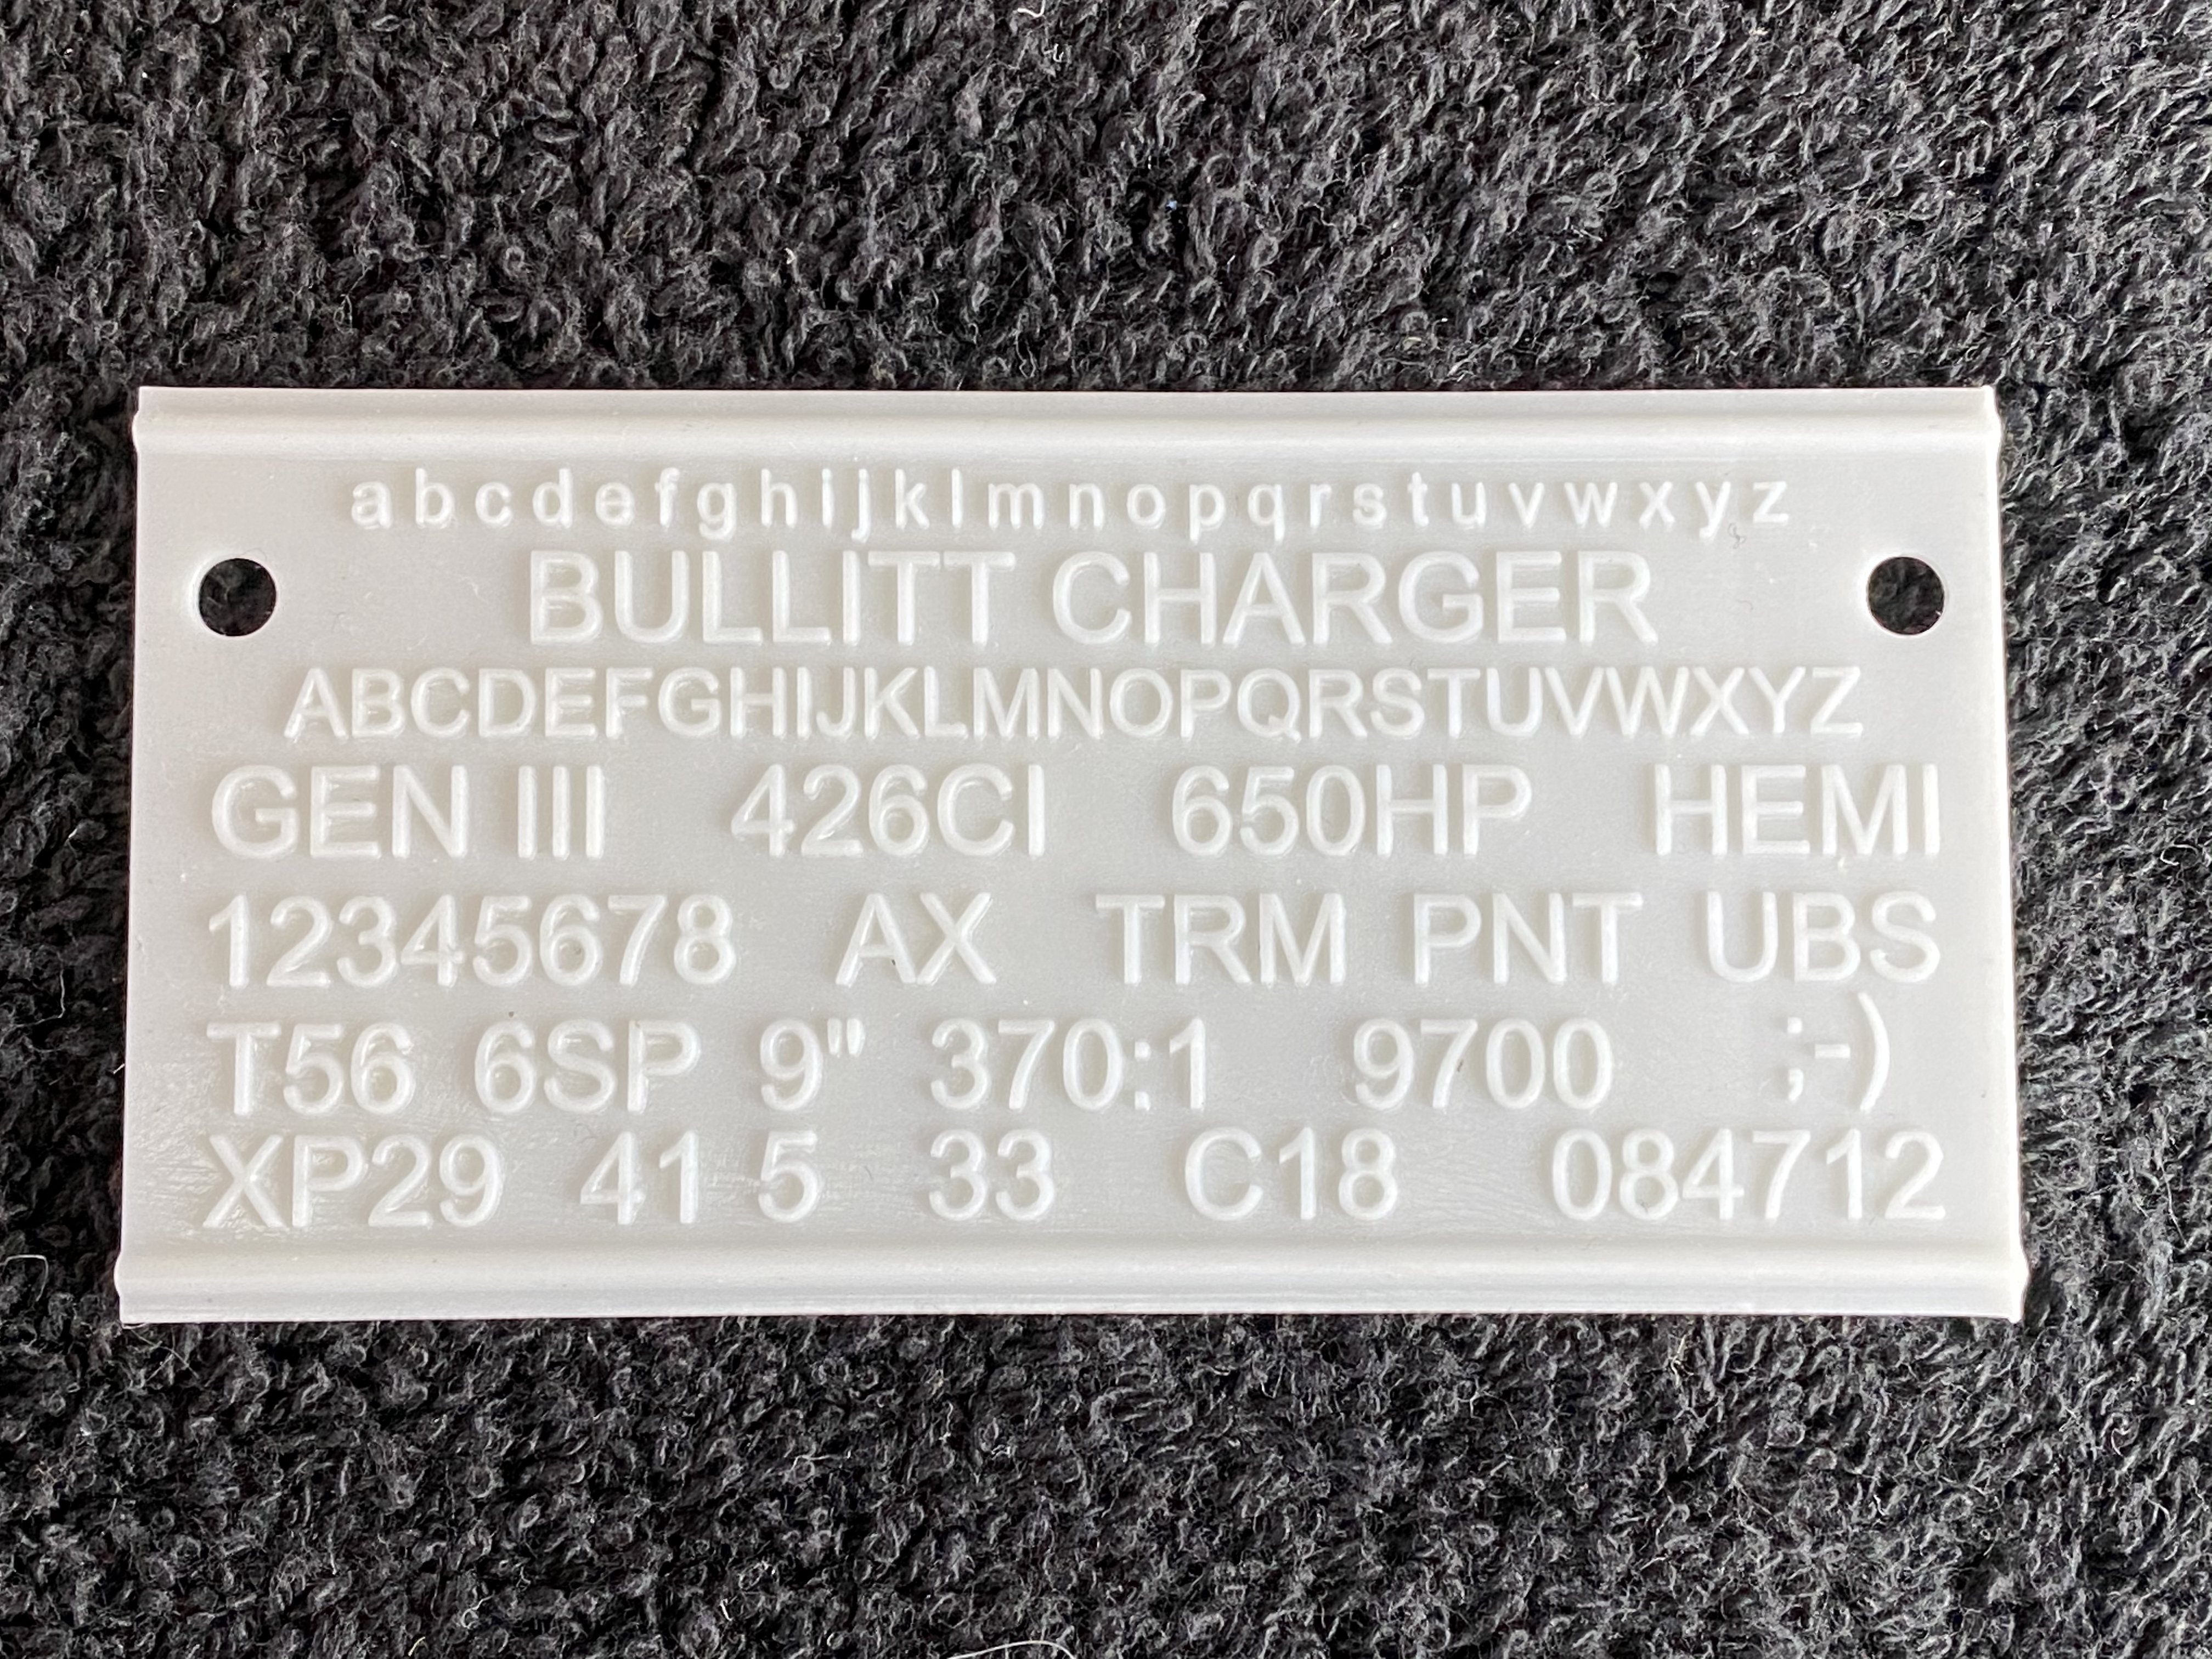 a b c d e f g h i j k l m n o p q r s t u v w x y z
BULLITT CHARGER
ABCDEFGHIJKLMNOPQRSTUVWXYZ
GEN III 426CI 650HP HEMI
12345678 AX TRM PNT UBS
T56 6SP 9" 370:1 9700 ;-)
XP29 41 5 33 C18 084712